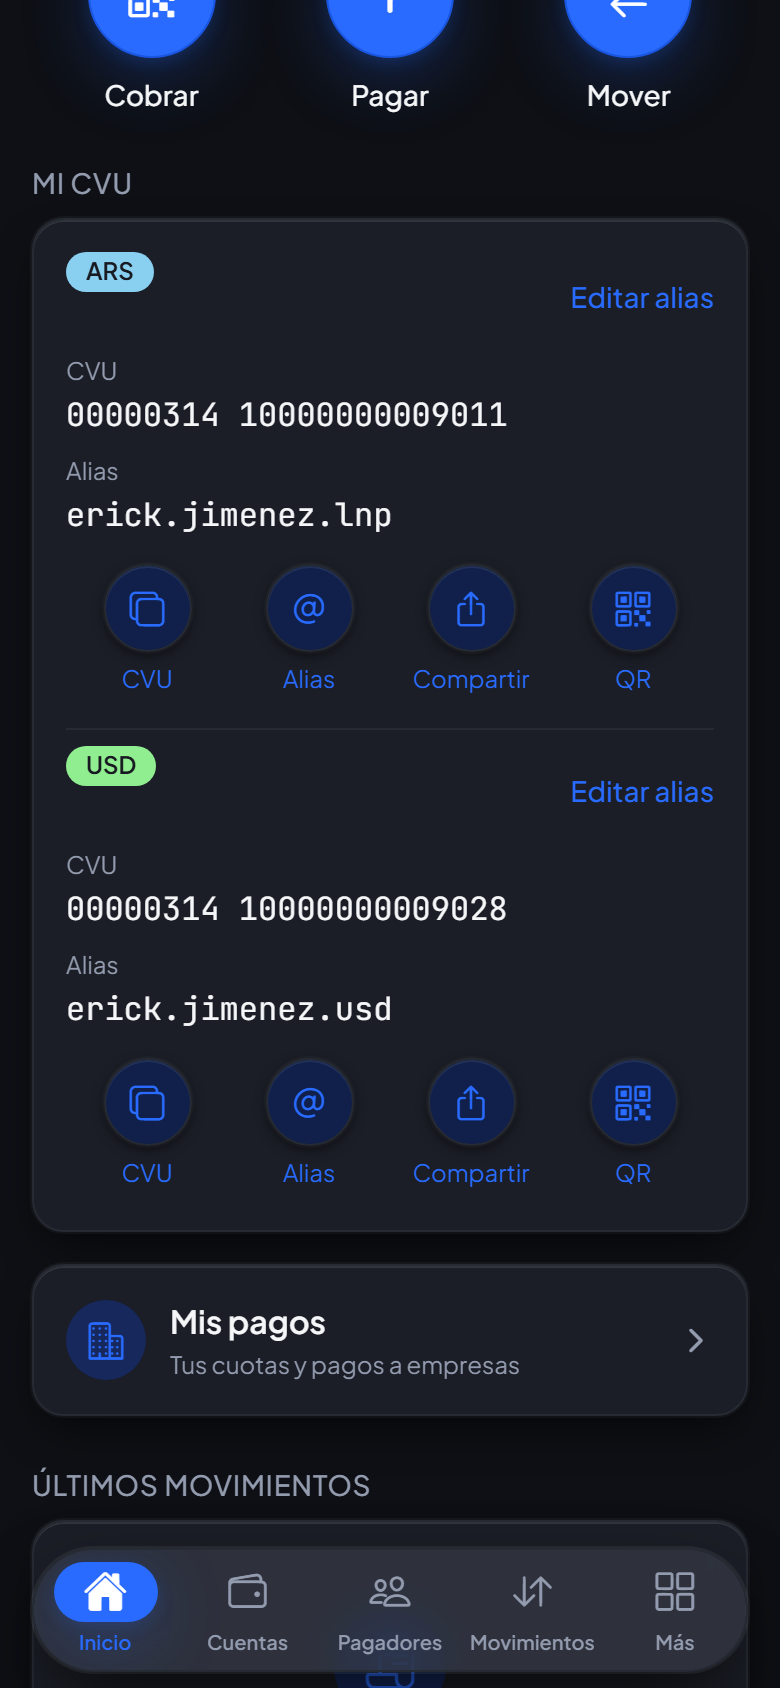 Cobrar Pagar Mover
MI CVU
ARS
Editar alias
CVU
00000314 10000000009011
Alias
erick.jimenez.lnp
CVU Alias Compartir QR
USD
Editar alias
CVU
00000314 10000000009028
Alias
erick.jimenez.usd
CVU Alias Compartir QR
Mis pagos
Tus cuotas y pagos a empresas
ÚLTIMOS MOVIMIENTOS
Inicio Cuentas Pagadores Movimientos Más